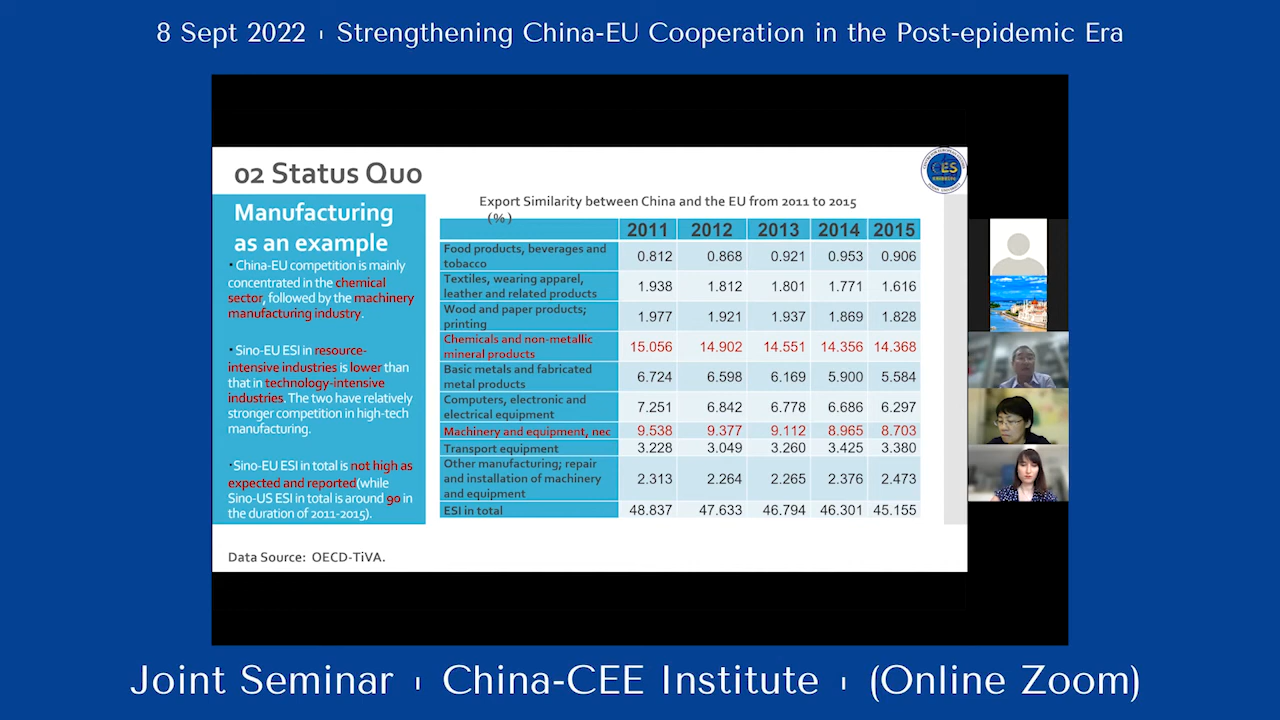 8 Sept 2022 ı Strengthening China-EU Cooperation in the Post-epidemic Era
02 Status Quo
CES
Manufacturing
as an example
• China-EU competition is mainly
concentrated in the chemical
sector, followed by the machinery
manufacturing industry.
• Sino-EU ESI in resource-
intensive industries is lower than
that in technology-intensive
industries. The two have relatively
stronger competition in high-tech
manufacturing.
•Sino-EU ESI in total is not high as
expected and reported(while
Sino-US ESI in total is around 90 in
the duration of 2011-2015).
Export Similarity between China and the EU from 2011 to 2015
(%)
2011 2012 2013 2014 2015
Food products, beverages and
tobacco
0.812 0.868 0.921 0.953 0.906
Textiles, wearing apparel,
leather and related products
1.938 1.812 1.801 1.771 1.616
Wood and paper products;
printing
1.977 1.921 1.937 1.869 1.828
Chemicals and non-metallic
mineral products
15.056 14.902 14.551 14.356 14.368
Basic metals and fabricated
metal products
6.724 6.598 6.169 5.900 5.584
Computers, electronic and
electrical equipment
7.251 6.842 6.778 6.686 6.297
Machinery and equipment, nec 9.538 9.377 9.112 8.965 8.703
Transport equipment 3.228 3.049 3.260 3.425 3.380
Other manufacturing; repair
and installation of machinery
and equipment
2.313 2.264 2.265 2.376 2.473
ESI in total 48.837 47.633 46.794 46.301 45.155
Data Source: OECD-TiVA.
Joint Seminar ı China-CEE Institute ı (Online Zoom)